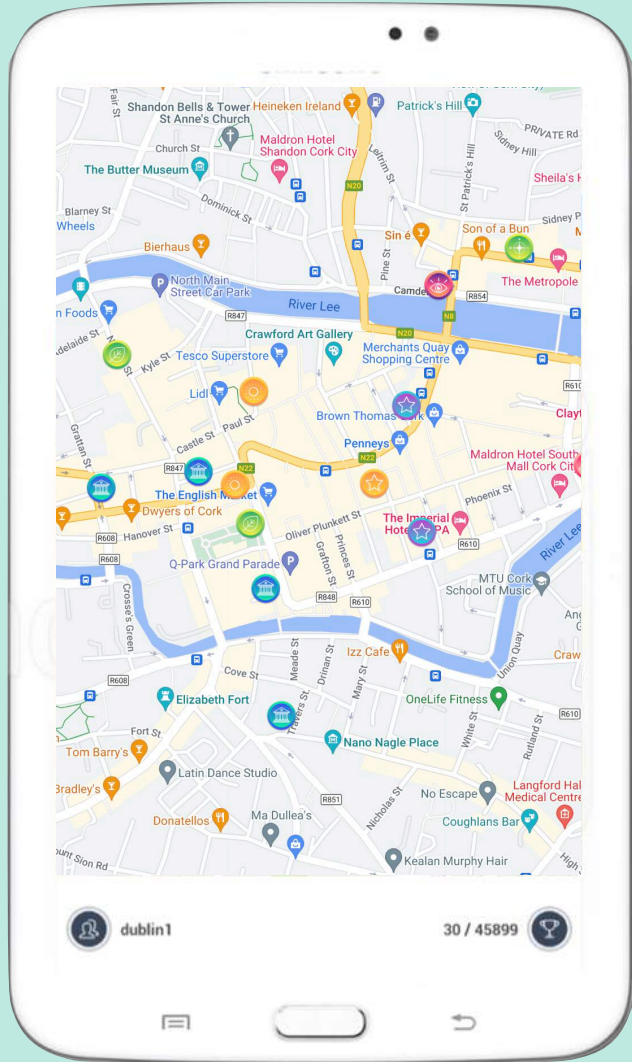 Shandon Bells & Tower
St Anne's Church
Heineken Ireland
Patrick's Hill
Fair St
PRIVATE Rd
Church St
Maldron Hotel
Shandon Cork City
Leitrim St
St Patrick's Hill
Sidney Hill
The Butter Museum
N20
Sheila's H
Dominick St
Blarney St
Wheels
Sidney P
Bierhaus
Sin é
Son of a Bun
Pine St
North Main
Street Car Park
The Metropole
Camde
R854
River Lee
n Foods
R847
N8
N20
Adelaide St
Crawford Art Gallery
Kyle St
Tesco Superstore
Merchants Quay
Shopping Centre
R610
Lidl
Paul St
Brown Thomas
Clayt
Castle St
Grattan St
Penneys
R847
N22
N22
Maldron Hotel South
Mall Cork City
The English Market
Phoenix St
Dwyers of Cork
Hanover St
Oliver Plunkett St
The Imperial
R608
R610
River Lee
R608
Q-Park Grand Parade
Grafton St
Princes St
MTU Cork
School of Music
Crosse's Green
R848
R610
Meade St
Drinan St
Izz Cafe
Union Quay
Craw
Cove St
Mary St
R608
Elizabeth Fort
Travers St
OneLife Fitness
R610
Fort St
Nano Nagle Place
White St
Rutland St
Tom Barry's
Latin Dance Studio
Bradley's
R851
No Escape
Langford Hal
Medical Centre
Donatellos
Ma Dullea's
Nicholas St
Coughlans Bar
Kealan Murphy Hair
High
dublin1
30 / 45899